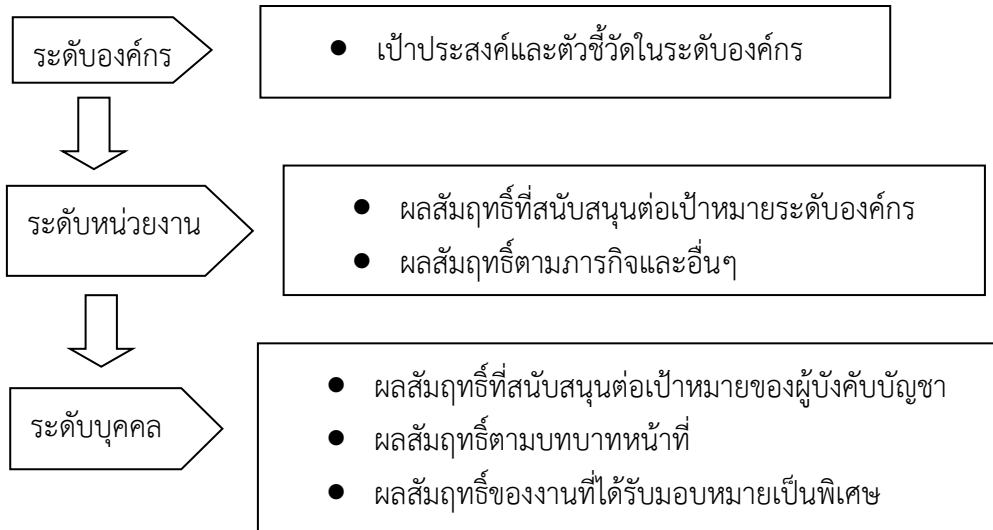 ระดับองค์กร
● เป้าประสงค์และตัวชี้วัดในระดับองค์กร
ระดับหน่วยงาน
● ผลสัมฤทธิ์ที่สนับสนุนต่อเป้าหมายระดับองค์กร
● ผลสัมฤทธิ์ตามภารกิจและอื่นๆ
ระดับบุคคล
● ผลสัมฤทธิ์ที่สนับสนุนต่อเป้าหมายของผู้บังคับบัญชา
● ผลสัมฤทธิ์ตามบทบาทหน้าที่
● ผลสัมฤทธิ์ของงานที่ได้รับมอบหมายเป็นพิเศษ